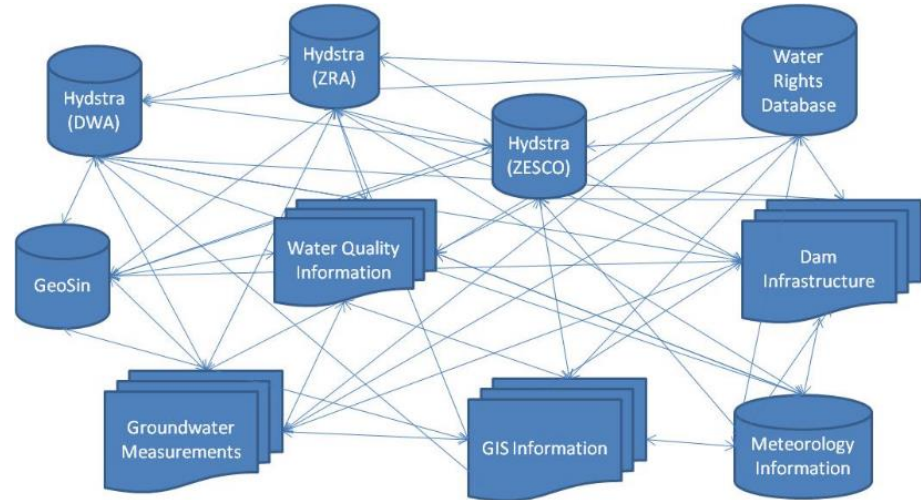 Hydstra
(DWA)
Hydstra
(ZRA)
Hydstra
(ZESCO)
Water
Rights
Database
GeoSin
Water Quality
Information
Dam
Infrastructure
Groundwater
Measurements
GIS Information
Meteorology
Information